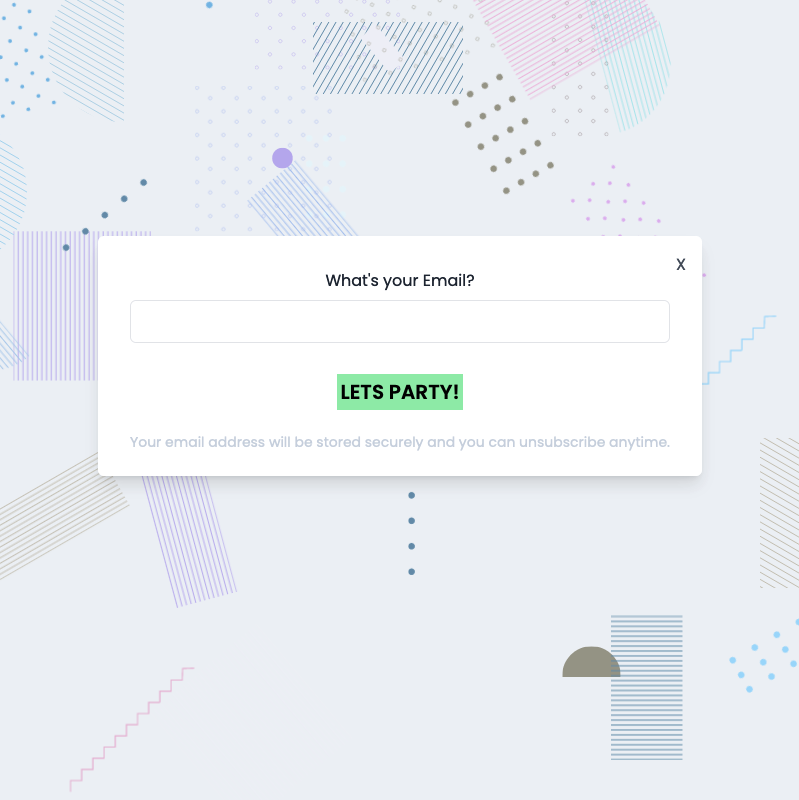 X
What's your Email?
LETS PARTY!
Your email address will be stored securely and you can unsubscribe anytime.